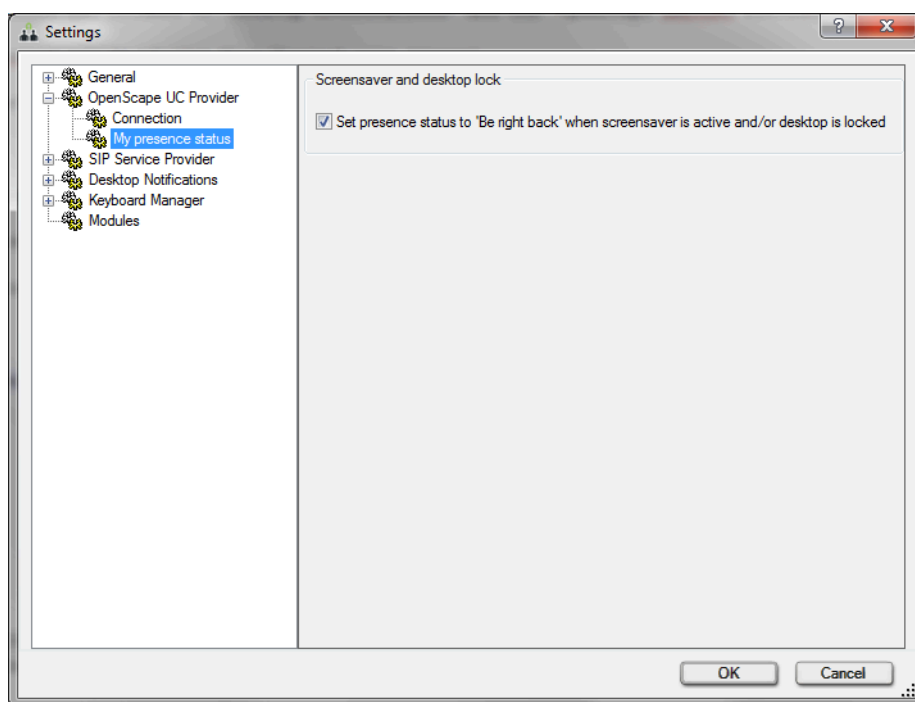 Settings
General
OpenScape UC Provider
Connection
My presence status
SIP Service Provider
Desktop Notifications
Keyboard Manager
Modules
Screensaver and desktop lock
Set presence status to 'Be right back' when screensaver is active and/or desktop is locked
OK
Cancel